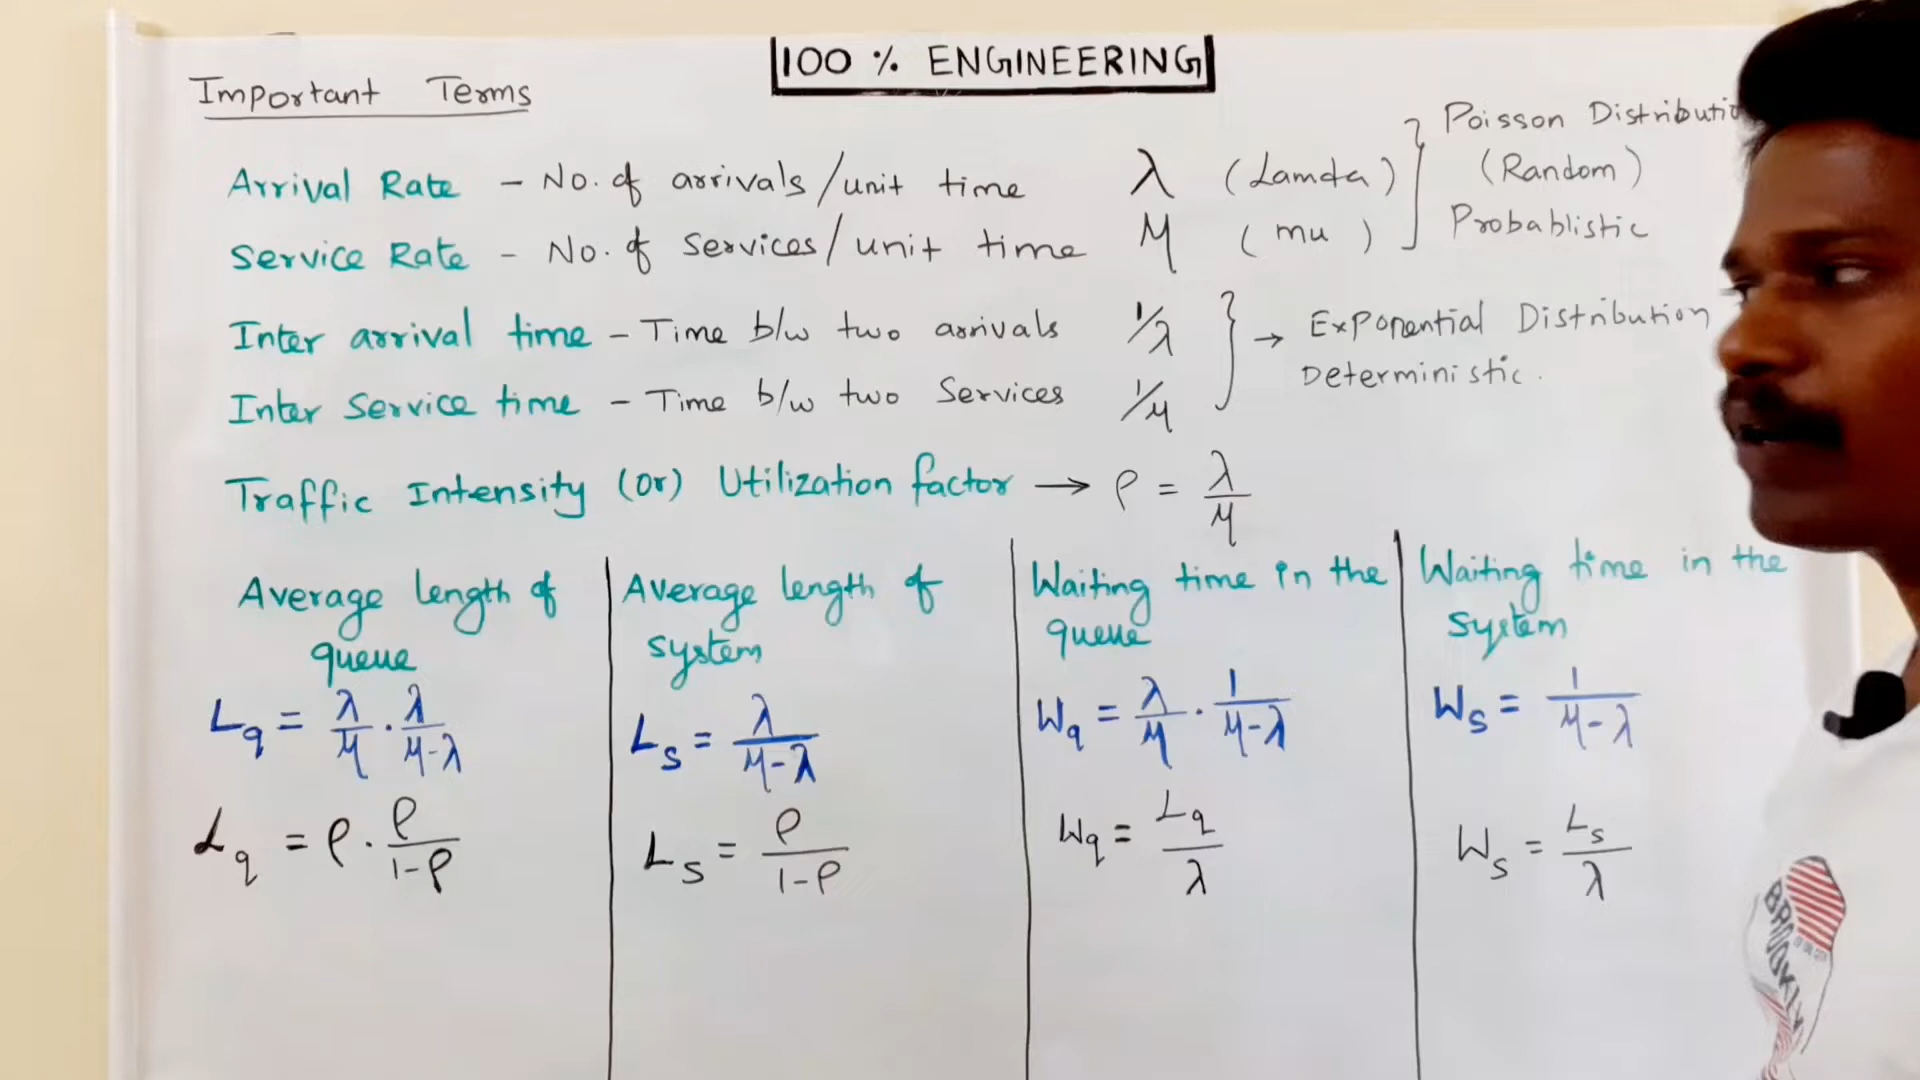 100 % ENGINEERING
Important Terms
Arrival Rate - No. of arrivals/unit time λ (Lamda)
Service Rate - No. of Services/unit time μ (mu)
} Poisson Distributio
(Random)
Probablistic
Inter arrival time - Time b/w two arrivals 1/λ
Inter Service time - Time b/w two Services 1/μ
} → Exponential Distribution
Deterministic.
Traffic Intensity (or) Utilization factor → ρ = λ/μ
Average length of
queue
Lq = λ/μ · λ/μ-λ
Lq = ρ · ρ/1-ρ
Average length of
system
Ls = λ/μ-λ
Ls = ρ/1-ρ
Waiting time in the
queue
Wq = λ/μ · 1/μ-λ
Wq = Lq/λ
Waiting time in the
system
Ws = 1/μ-λ
Ws = Ls/λ